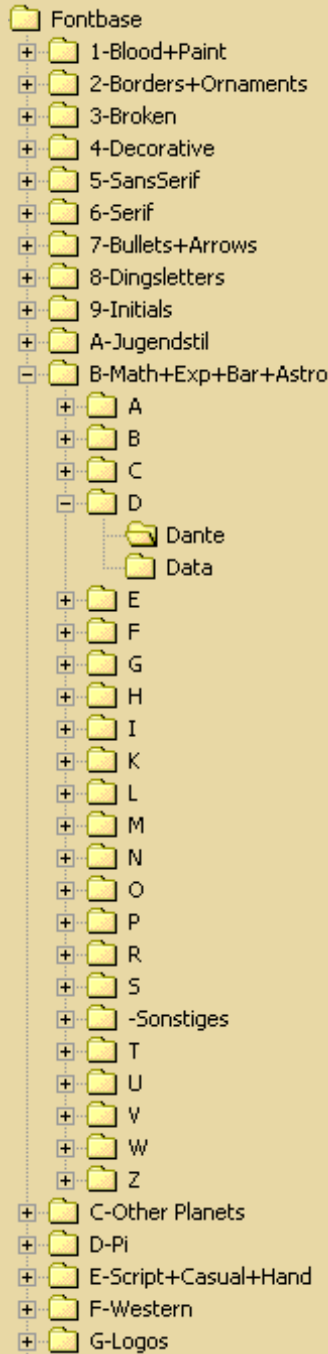 Fontbase
1-Blood+Paint
2-Borders+Ornaments
3-Broken
4-Decorative
5-SansSerif
6-Serif
7-Bullets+Arrows
8-Dingsletters
9-Initials
A-Jugendstil
B-Math+Exp+Bar+Astro
A
B
C
D
Dante
Data
E
F
G
H
I
K
L
M
N
O
P
R
S
-Sonstiges
T
U
V
W
Z
C-Other Planets
D-Pi
E-Script+Casual+Hand
F-Western
G-Logos